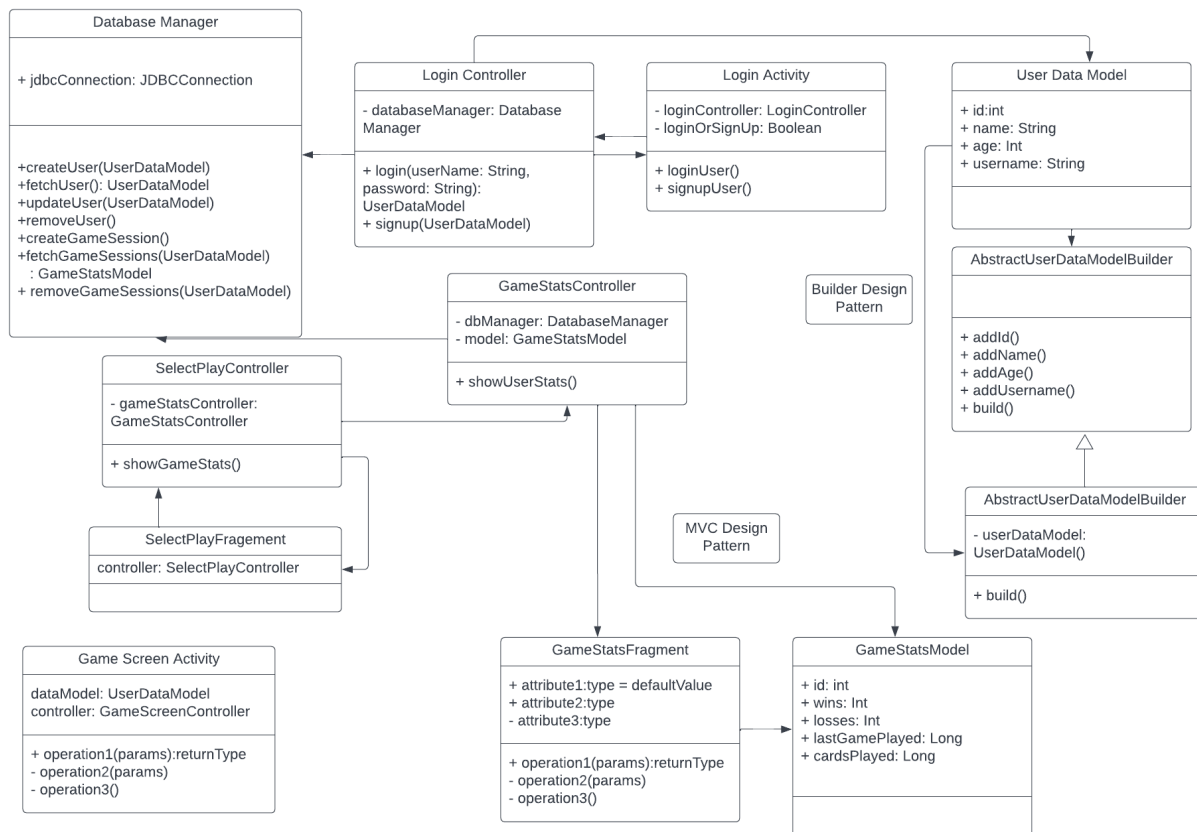 Database Manager
+ jdbcConnection: JDBCConnection
+createUser(UserDataModel)
+fetchUser(): UserDataModel
+updateUser(UserDataModel)
+removeUser()
+createGameSession()
+fetchGameSessions(UserDataModel)
: GameStatsModel
+ removeGameSessions(UserDataModel)
Login Controller
- databaseManager: Database
Manager
+ login(userName: String,
password: String):
UserDataModel
+ signup(UserDataModel)
Login Activity
- loginController: LoginController
- loginOrSignUp: Boolean
+ loginUser()
+ signupUser()
User Data Model
+ id:int
+ name: String
+ age: Int
+ username: String
AbstractUserDataModelBuilder
+ addId()
+ addName()
+ addAge()
+ addUsername()
+ build()
Builder Design
Pattern
GameStatsController
- dbManager: DatabaseManager
- model: GameStatsModel
+ showUserStats()
SelectPlayController
- gameStatsController:
GameStatsController
+ showGameStats()
SelectPlayFragement
controller: SelectPlayController
MVC Design
Pattern
AbstractUserDataModelBuilder
- userDataModel:
UserDataModel()
+ build()
Game Screen Activity
dataModel: UserDataModel
controller: GameScreenController
+ operation1(params):returnType
- operation2(params)
- operation3()
GameStatsFragment
+ attribute1:type = defaultValue
+ attribute2:type
- attribute3:type
+ operation1(params):returnType
- operation2(params)
- operation3()
GameStatsModel
+ id: int
+ wins: Int
+ losses: Int
+ lastGamePlayed: Long
+ cardsPlayed: Long